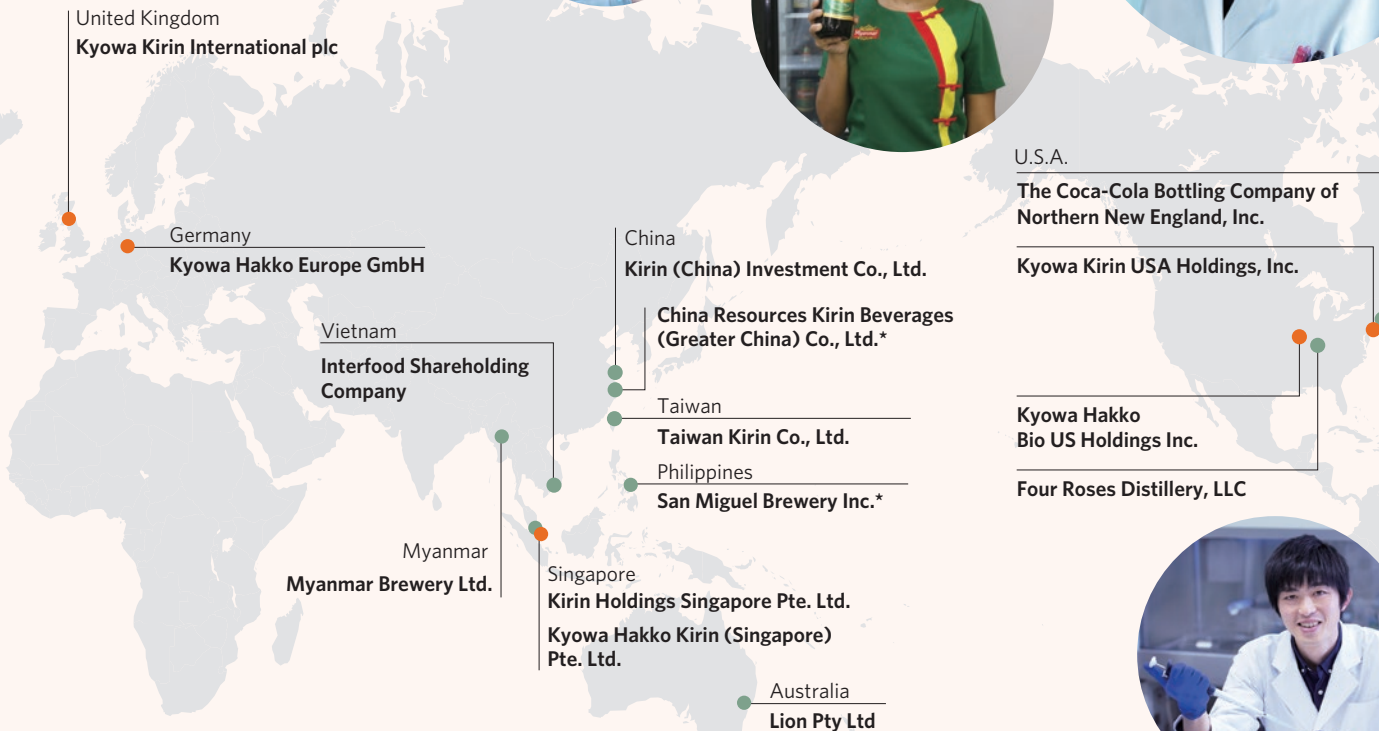 United Kingdom
Kyowa Kirin International plc
Germany
Kyowa Hakko Europe GmbH
Vietnam
Interfood Shareholding
Company
Myanmar
Myanmar Brewery Ltd.
China
Kirin (China) Investment Co., Ltd.
China Resources Kirin Beverages
(Greater China) Co., Ltd.*
Taiwan
Taiwan Kirin Co., Ltd.
Philippines
San Miguel Brewery Inc.*
Singapore
Kirin Holdings Singapore Pte. Ltd.
Kyowa Hakko Kirin (Singapore)
Pte. Ltd.
Australia
Lion Pty Ltd
U.S.A.
The Coca-Cola Bottling Company of
Northern New England, Inc.
Kyowa Kirin USA Holdings, Inc.
Kyowa Hakko
Bio US Holdings Inc.
Four Roses Distillery, LLC